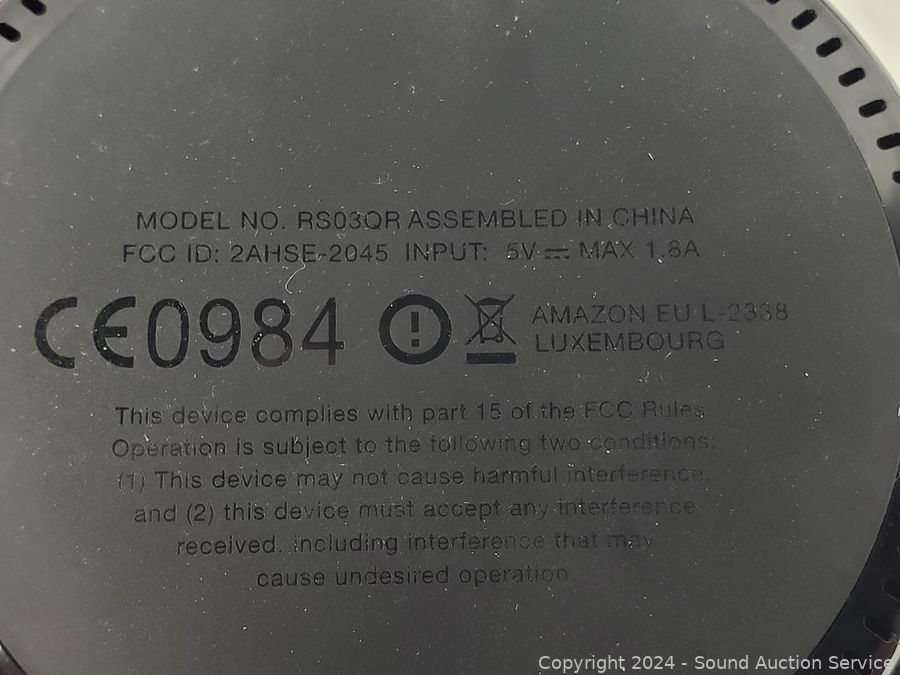 MODEL NO. RS03QR ASSEMBLED IN CHINA
FCC ID: 2AHSE-2045 INPUT: 5V⎓ MAX 1.8A
CE0984 AMAZON EU L-2338
LUXEMBOURG
This device complies with part 15 of the FCC Rules.
Operation is subject to the following two conditions:
(1) This device may not cause harmful interference,
and (2) this device must accept any interference
received, including interference that may
cause undesired operation.
Copyright 2024 - Sound Auction Service